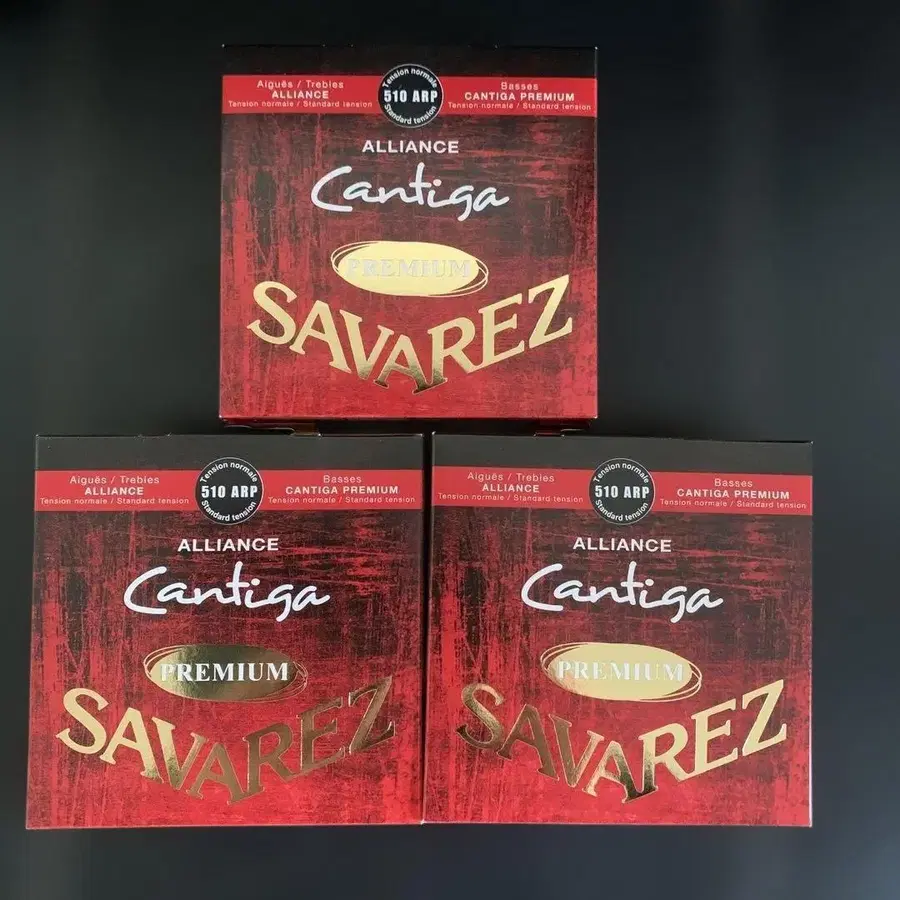 Aiguës / Trebles
ALLIANCE
Tension normale / Standard tension
Tension normale
510 ARP
Standard tension
Basses
CANTIGA PREMIUM
Tension normale / Standard tension
ALLIANCE
Cantiga
PREMIUM
SAVAREZ
Aiguës / Trebles
ALLIANCE
Tension normale / Standard tension
Tension normale
510 ARP
Standard tension
Basses
CANTIGA PREMIUM
Tension normale / Standard tension
ALLIANCE
Cantiga
PREMIUM
SAVAREZ
Aiguës / Trebles
ALLIANCE
Tension normale / Standard tension
Tension normale
510 ARP
Standard tension
Basses
CANTIGA PREMIUM
Tension normale / Standard tension
ALLIANCE
Cantiga
PREMIUM
SAVAREZ